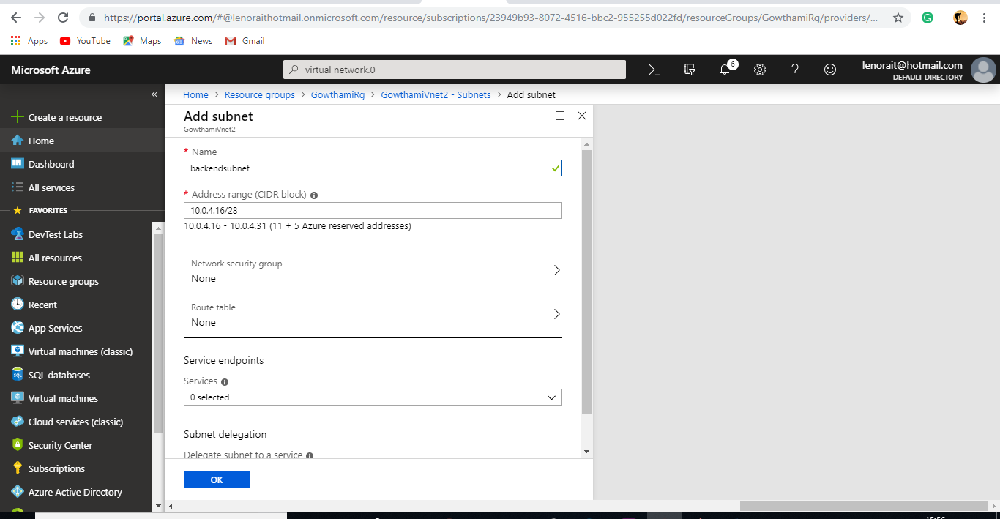 https://portal.azure.com/#@lenoraithotmail.onmicrosoft.com/resource/subscriptions/23949b93-8072-4516-bbc2-955255d022fd/resourceGroups/GowthamiRg/providers/...
Apps YouTube Maps News Gmail
Microsoft Azure
virtual network.0
6
lenorait@hotmail.com
DEFAULT DIRECTORY
«
Create a resource
Home
Dashboard
All services
FAVORITES
DevTest Labs
All resources
Resource groups
Recent
App Services
Virtual machines (classic)
SQL databases
Virtual machines
Cloud services (classic)
Security Center
Subscriptions
Azure Active Directory
Home > Resource groups > GowthamiRg > GowthamiVnet2 - Subnets > Add subnet
Add subnet
GowthamiVnet2
* Name
backendsubnet
* Address range (CIDR block)
10.0.4.16/28
10.0.4.16 - 10.0.4.31 (11 + 5 Azure reserved addresses)
Network security group
None
Route table
None
Service endpoints
Services
0 selected
Subnet delegation
Delegate subnet to a service
OK